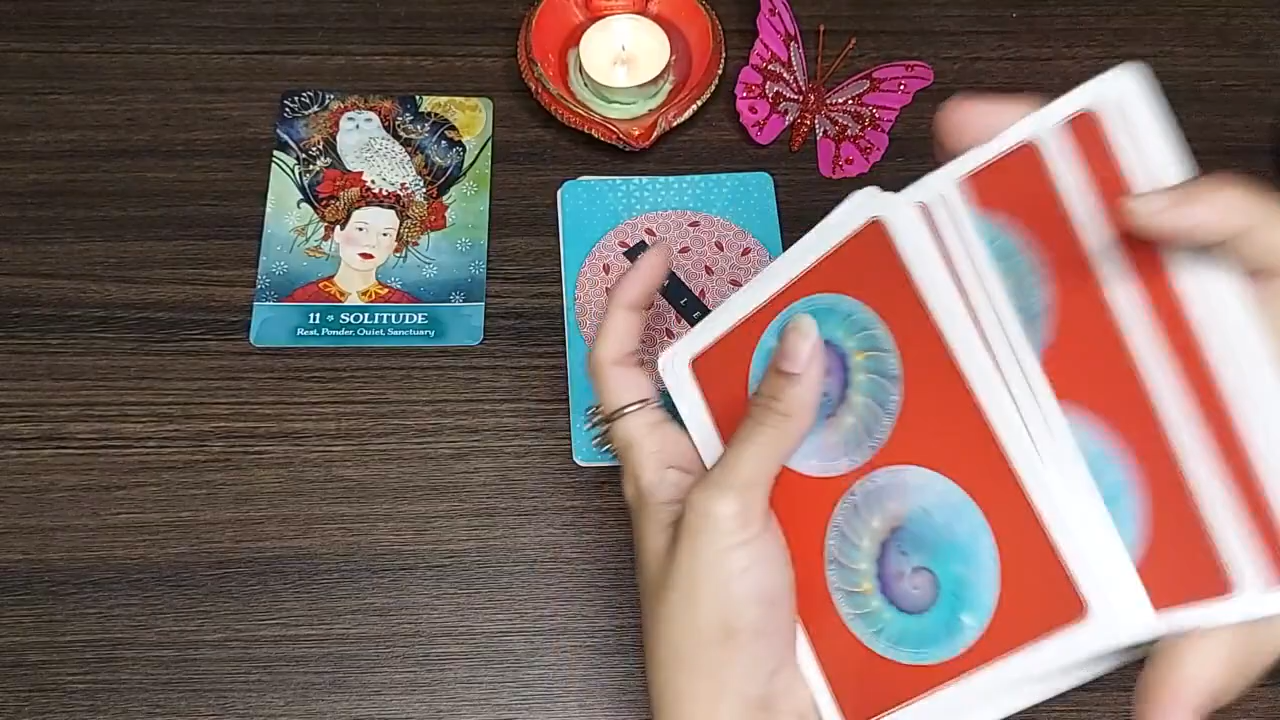 11 * SOLITUDE
Rest, Ponder, Quiet, Sanctuary
A L E